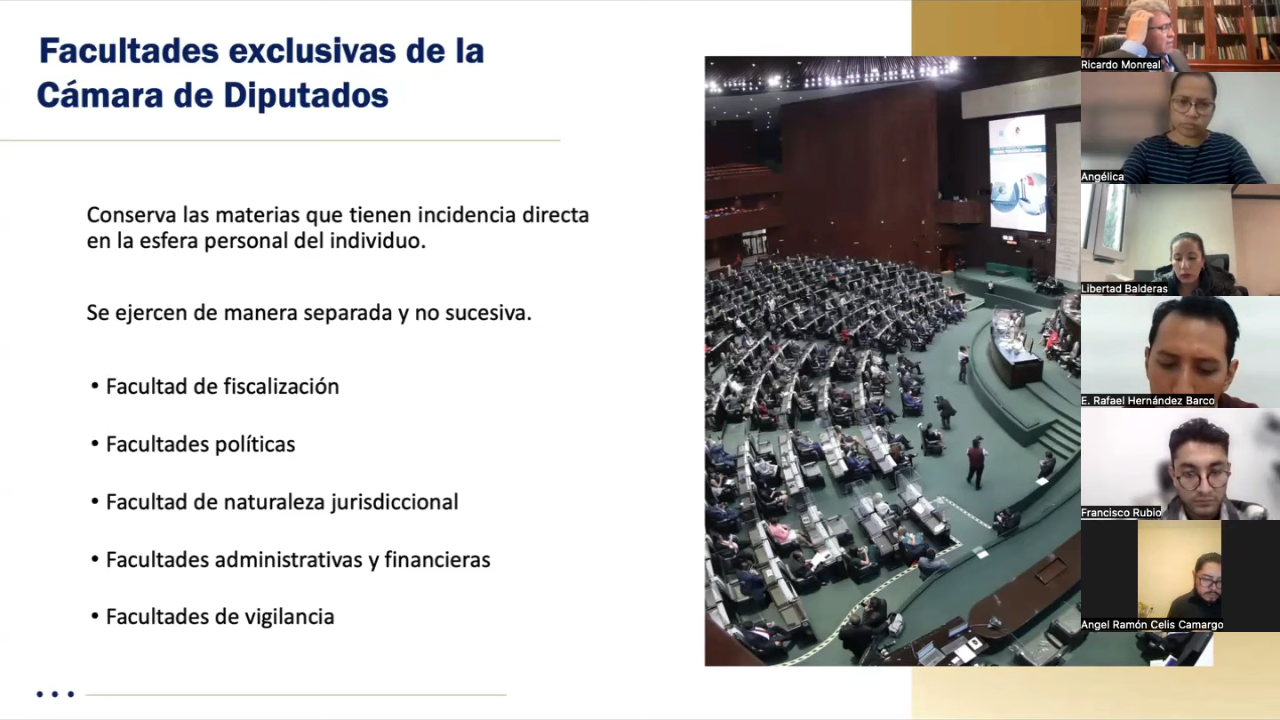 Facultades exclusivas de la
Cámara de Diputados
Conserva las materias que tienen incidencia directa
en la esfera personal del individuo.
Se ejercen de manera separada y no sucesiva.
• Facultad de fiscalización
• Facultades políticas
• Facultad de naturaleza jurisdiccional
• Facultades administrativas y financieras
• Facultades de vigilancia
Ricardo Monreal
Angélica
Libertad Balderas
E. Rafael Hernández Barco
Francisco Rubio
Angel Ramón Celis Camargo